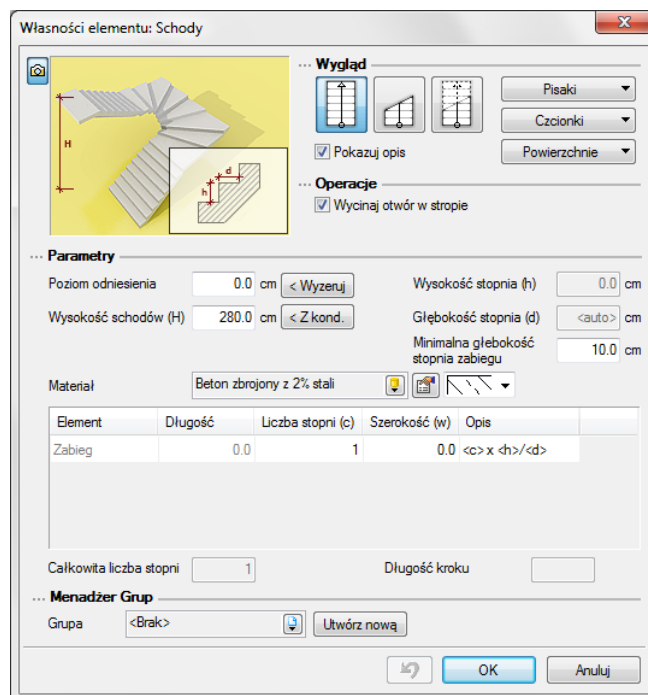 Własności elementu: Schody
Wygląd
H
d
h
Pisaki
Czcionki
Pokazuj opis
Powierzchnie
Operacje
Wycinaj otwór w stropie
Parametry
Poziom odniesienia 0.0 cm < Wyzeruj Wysokość stopnia (h) 0.0 cm
Wysokość schodów (H) 280.0 cm < Z kond. Głębokość stopnia (d) <auto> cm
Minimalna głebokość
stopnia zabiegu 10.0 cm
Materiał Beton zbrojony z 2% stali
Element Długość Liczba stopni (c) Szerokość (w) Opis
Zabieg 0.0 1 0.0 <c> x <h>/<d>
Całkowita liczba stopni 1 Długość kroku
Menadżer Grup
Grupa <Brak> Utwórz nową
OK Anuluj